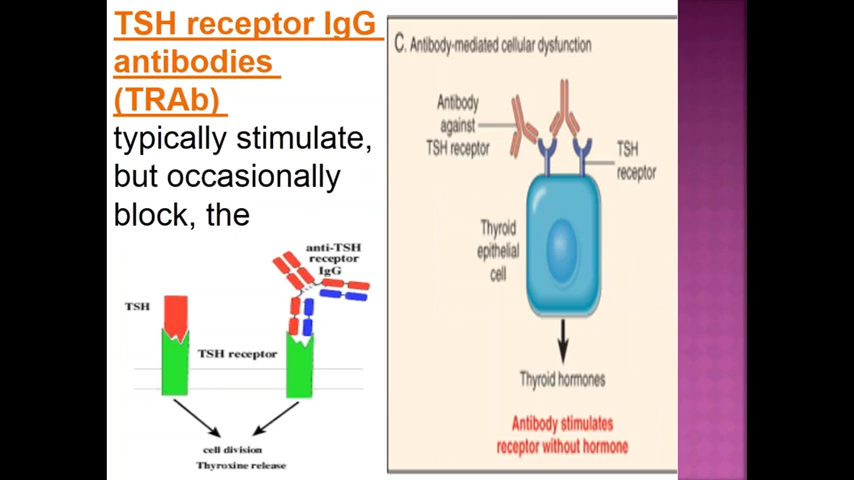 TSH receptor IgG
antibodies
(TRAb)
typically stimulate,
but occasionally
block, the
anti-TSH
receptor
IgG
TSH
TSH receptor
cell division
Thyroxine release
C. Antibody-mediated cellular dysfunction
Antibody
against
TSH receptor
TSH
receptor
Thyroid
epithelial
cell
Thyroid hormones
Antibody stimulates
receptor without hormone